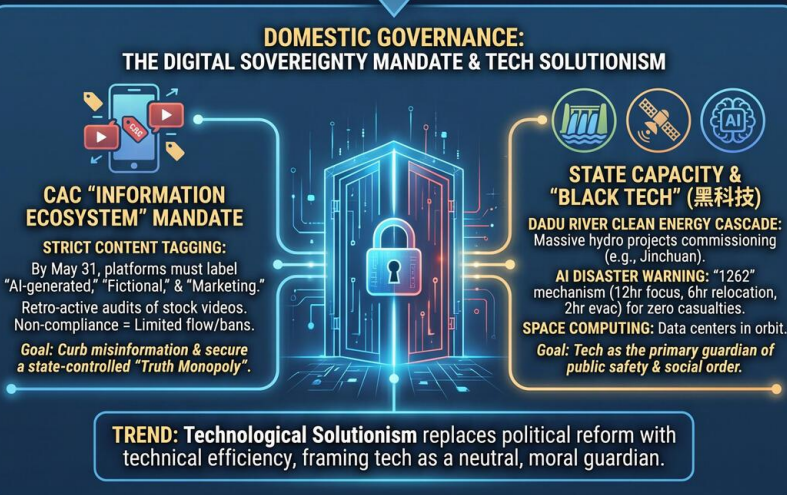 DOMESTIC GOVERNANCE:
THE DIGITAL SOVEREIGNTY MANDATE & TECH SOLUTIONISM
CAC
CAC “INFORMATION
ECOSYSTEM” MANDATE
STRICT CONTENT TAGGING:
By May 31, platforms must label
“AI-generated,” “Fictional,” & “Marketing.”
Retro-active audits of stock videos.
Non-compliance = Limited flow/bans.
Goal: Curb misinformation & secure
a state-controlled “Truth Monopoly”.
AI
STATE CAPACITY &
“BLACK TECH” (黑科技)
DADU RIVER CLEAN ENERGY CASCADE:
Massive hydro projects commissioning
(e.g., Jinchuan).
AI DISASTER WARNING: “1262”
mechanism (12hr focus, 6hr relocation,
2hr evac) for zero casualties.
SPACE COMPUTING: Data centers in orbit.
Goal: Tech as the primary guardian of
public safety & social order.
TREND: Technological Solutionism replaces political reform with
technical efficiency, framing tech as a neutral, moral guardian.